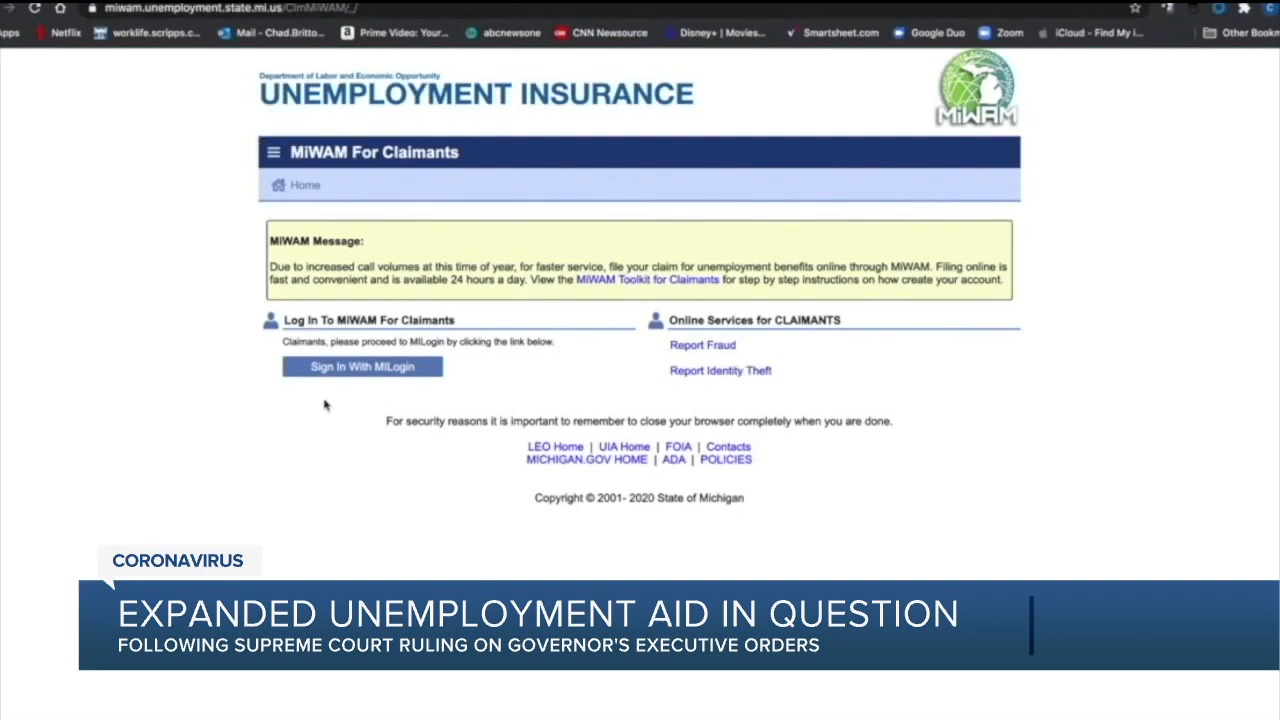 miwam.unemployment.state.mi.us/ClmMiWAM/_/
Apps Netflix worklife.scripps.c... Mail - Chad.Britto... Prime Video: Your... abcnewsone CNN Newsource Disney+ | Movies... Smartsheet.com Google Duo Zoom iCloud - Find My i... Other Bookm
Department of Labor and Economic Opportunity
UNEMPLOYMENT INSURANCE
MiWAM
MiWAM For Claimants
Home
MiWAM Message:
Due to increased call volumes at this time of year, for faster service, file your claim for unemployment benefits online through MiWAM. Filing online is
fast and convenient and is available 24 hours a day. View the MiWAM Toolkit for Claimants for step by step instructions on how create your account.
Log In To MiWAM For Claimants
Online Services for CLAIMANTS
Claimants, please proceed to MILogin by clicking the link below.
Report Fraud
Sign In With MILogin
Report Identity Theft
For security reasons it is important to remember to close your browser completely when you are done.
LEO Home | UIA Home | FOIA | Contacts
MICHIGAN.GOV HOME | ADA | POLICIES
Copyright © 2001- 2020 State of Michigan
CORONAVIRUS
EXPANDED UNEMPLOYMENT AID IN QUESTION
FOLLOWING SUPREME COURT RULING ON GOVERNOR'S EXECUTIVE ORDERS